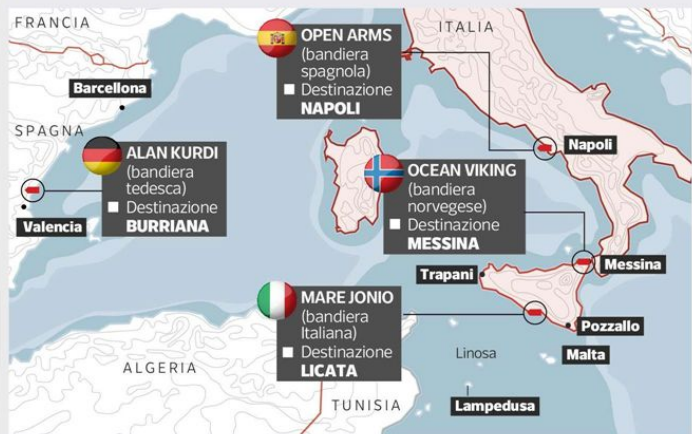 FRANCIA
ITALIA
OPEN ARMS
(bandiera
spagnola)
Destinazione
NAPOLI
Barcellona
SPAGNA
Napoli
ALAN KURDI
(bandiera
tedesca)
Destinazione
BURRIANA
Valencia
OCEAN VIKING
(bandiera
norvegese)
Destinazione
MESSINA
Messina
Trapani
MARE JONIO
(bandiera
Italiana)
Destinazione
LICATA
Pozzallo
Linosa
Malta
ALGERIA
TUNISIA
Lampedusa